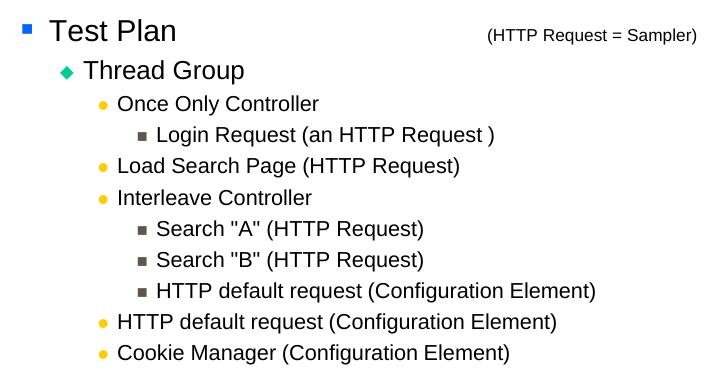 Test Plan
(HTTP Request = Sampler)
Thread Group
Once Only Controller
Login Request (an HTTP Request )
Load Search Page (HTTP Request)
Interleave Controller
Search "A" (HTTP Request)
Search "B" (HTTP Request)
HTTP default request (Configuration Element)
HTTP default request (Configuration Element)
Cookie Manager (Configuration Element)